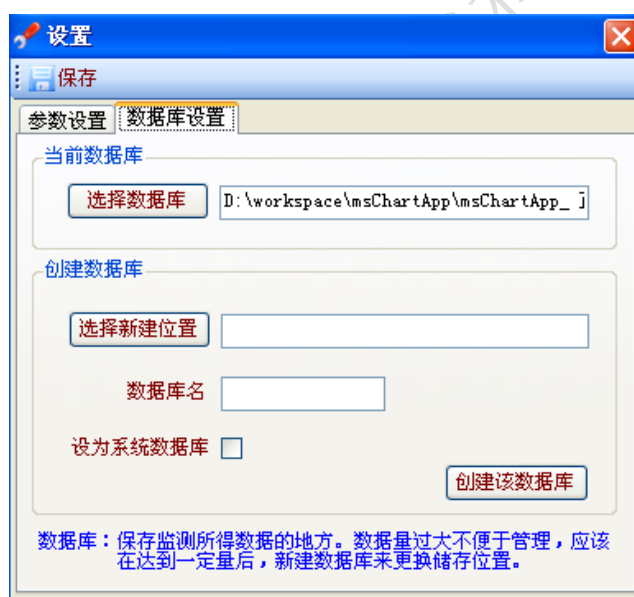 设置
保存
参数设置 数据库设置
当前数据库
选择数据库 D:\workspace\msChartApp\msChartApp_
创建数据库
选择新建位置
数据库名
设为系统数据库
创建该数据库
数据库：保存监测所得数据的地方。数据量过大不便于管理，应该
在达到一定量后，新建数据库来更换储存位置。